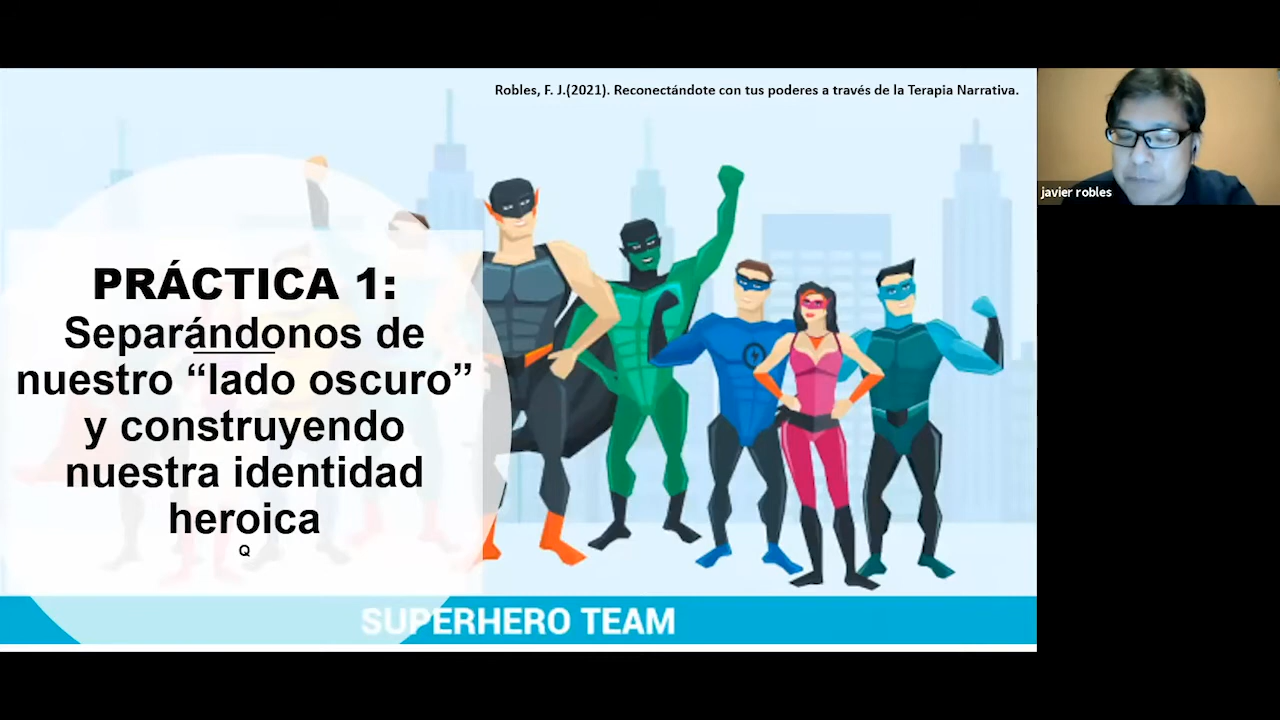 Robles, F. J.(2021). Reconectándote con tus poderes a través de la Terapia Narrativa.
javier robles
PRÁCTICA 1:
Separándonos de
nuestro “lado oscuro”
y construyendo
nuestra identidad
heroica
Q
SUPERHERO TEAM